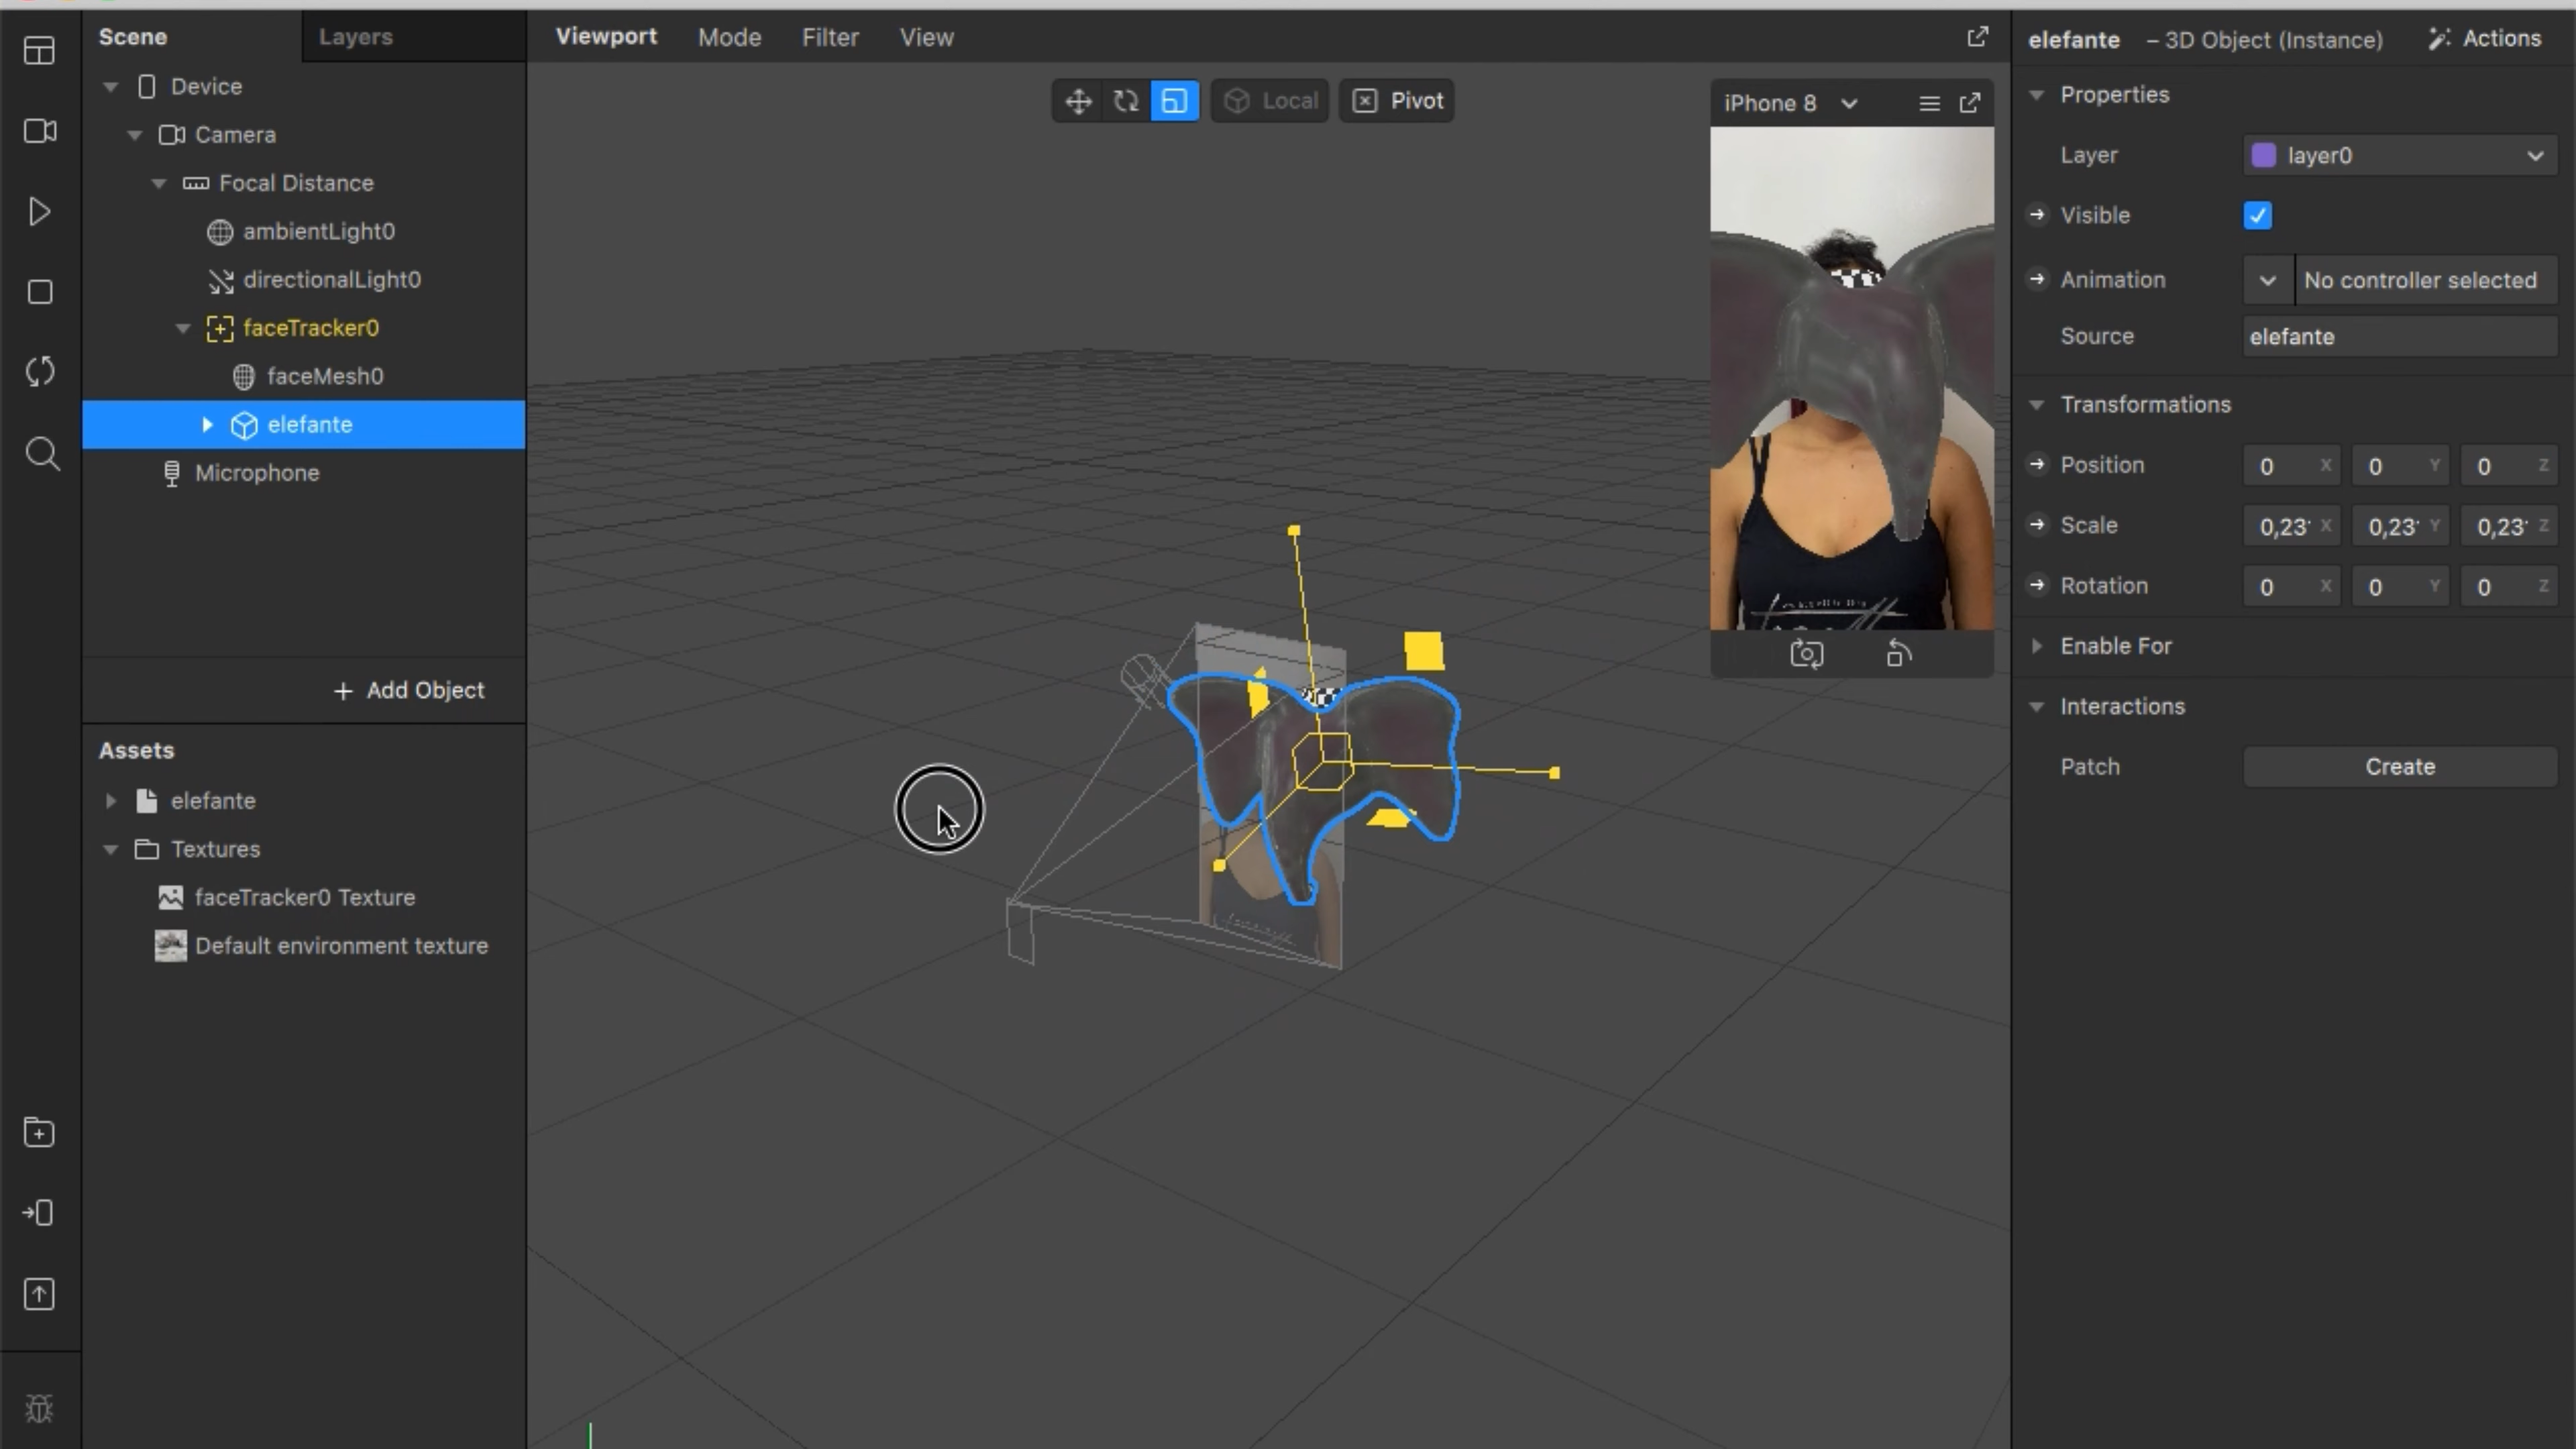 Scene
Layers
Device
Camera
Focal Distance
ambientLight0
directionalLight0
faceTracker0
faceMesh0
elefante
Microphone
+ Add Object
Assets
elefante
Textures
faceTracker0 Texture
Default environment texture
Viewport Mode Filter View
Local
Pivot
iPhone 8
elefante – 3D Object (Instance) Actions
Properties
Layer layer0
Visible
Animation No controller selected
Source elefante
Transformations
Position 0 X 0 Y 0 Z
Scale 0,23 X 0,23 Y 0,23 Z
Rotation 0 X 0 Y 0 Z
Enable For
Interactions
Patch Create